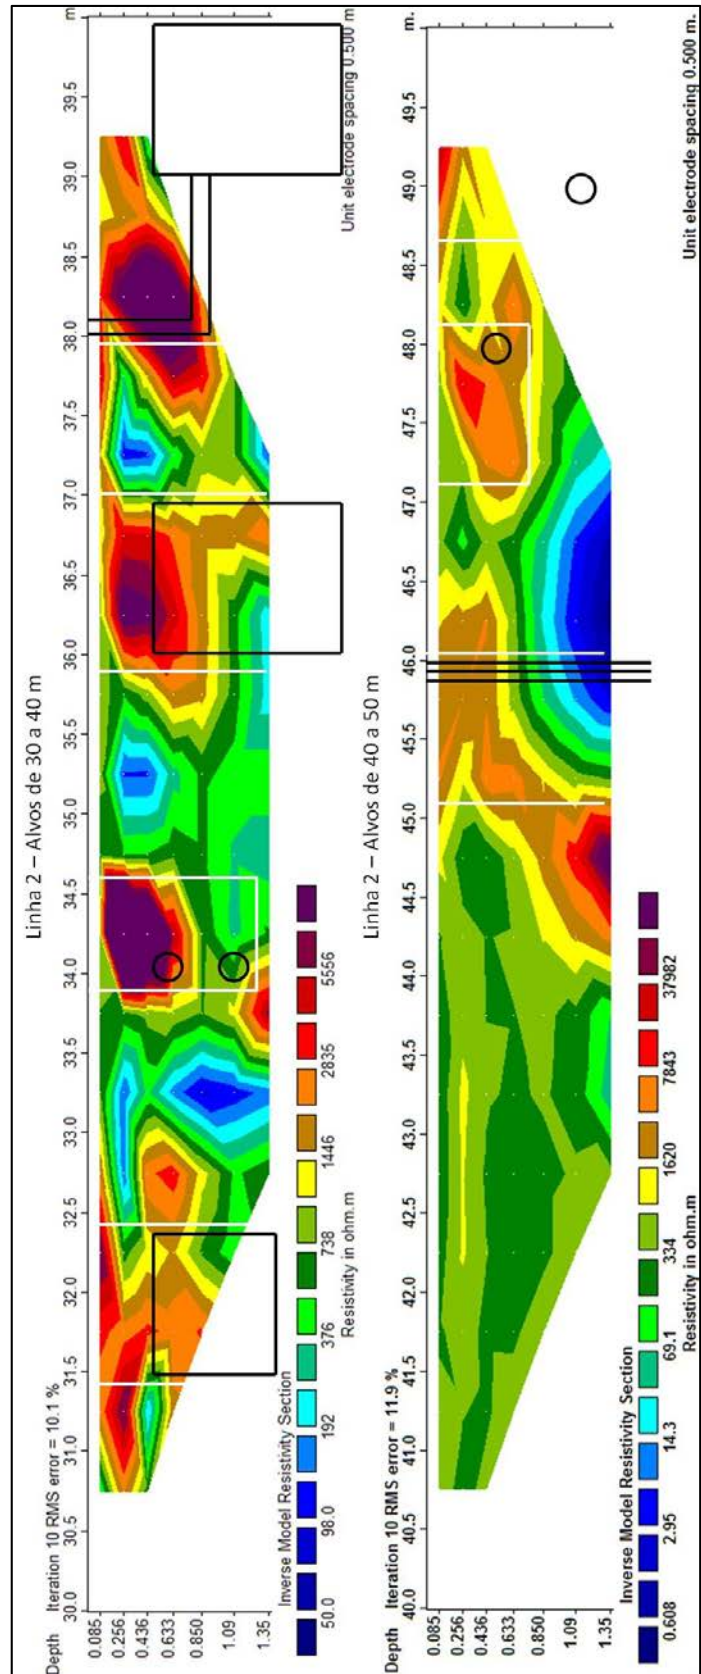 Linha 2 – Alvos de 30 a 40 m
Depth Iteration 10 RMS error = 10.1 %
30.0 30.5 31.0 31.5 32.0 32.5 33.0 33.5 34.0 34.5 35.0 35.5 36.0 36.5 37.0 37.5 38.0 38.5 39.0 39.5 m.
0.085
0.256
0.436
0.633
0.850
1.09
1.35
Inverse Model Resistivity Section
50.0 98.0 192 376 738 1446 2835 5556
Resistivity in ohm.m
Unit electrode spacing 0.500 m
Linha 2 – Alvos de 40 a 50 m
Depth Iteration 10 RMS error = 11.9 %
40.0 40.5 41.0 41.5 42.0 42.5 43.0 43.5 44.0 44.5 45.0 45.5 46.0 46.5 47.0 47.5 48.0 48.5 49.0 49.5 m.
0.085
0.256
0.436
0.633
0.850
1.09
1.35
Inverse Model Resistivity Section
0.608 2.95 14.3 69.1 334 1620 7843 37982
Resistivity in ohm.m
Unit electrode spacing 0.500 m